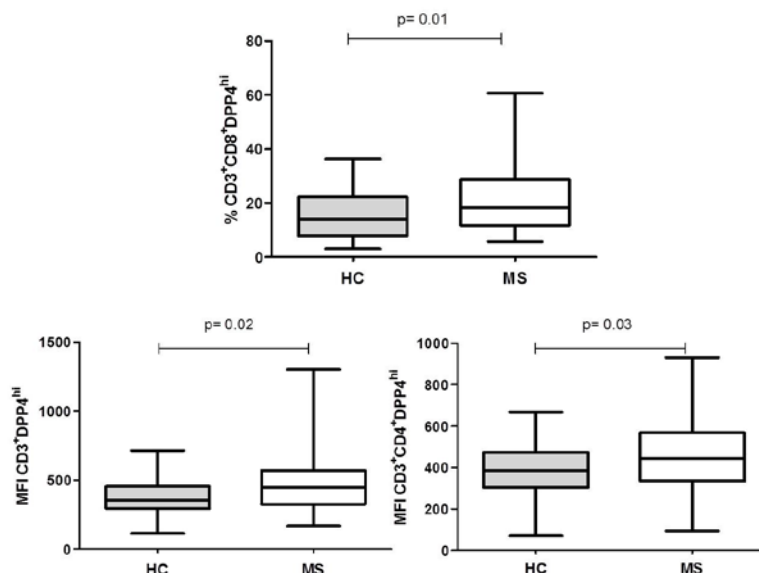 p= 0.01
% CD3⁺CD8⁺DPP4ʰⁱ
80
60
40
20
0
HC MS
p= 0.02
MFI CD3⁺DPP4ʰⁱ
1500
1000
500
0
HC MS
p= 0.03
MFI CD3⁺CD4⁺DPP4ʰⁱ
1000
800
600
400
200
0
HC MS